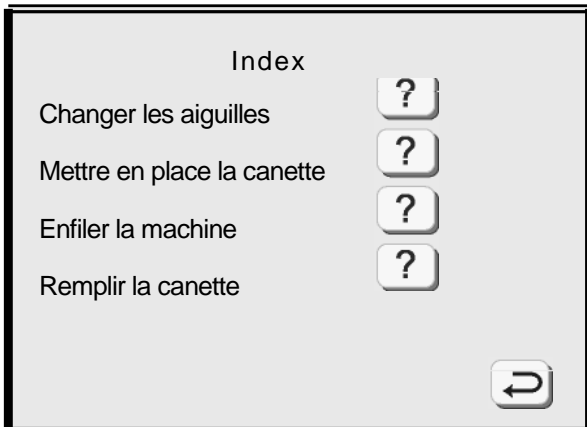 Index
Changer les aiguilles ?
Mettre en place la canette ?
Enfiler la machine ?
Remplir la canette ?